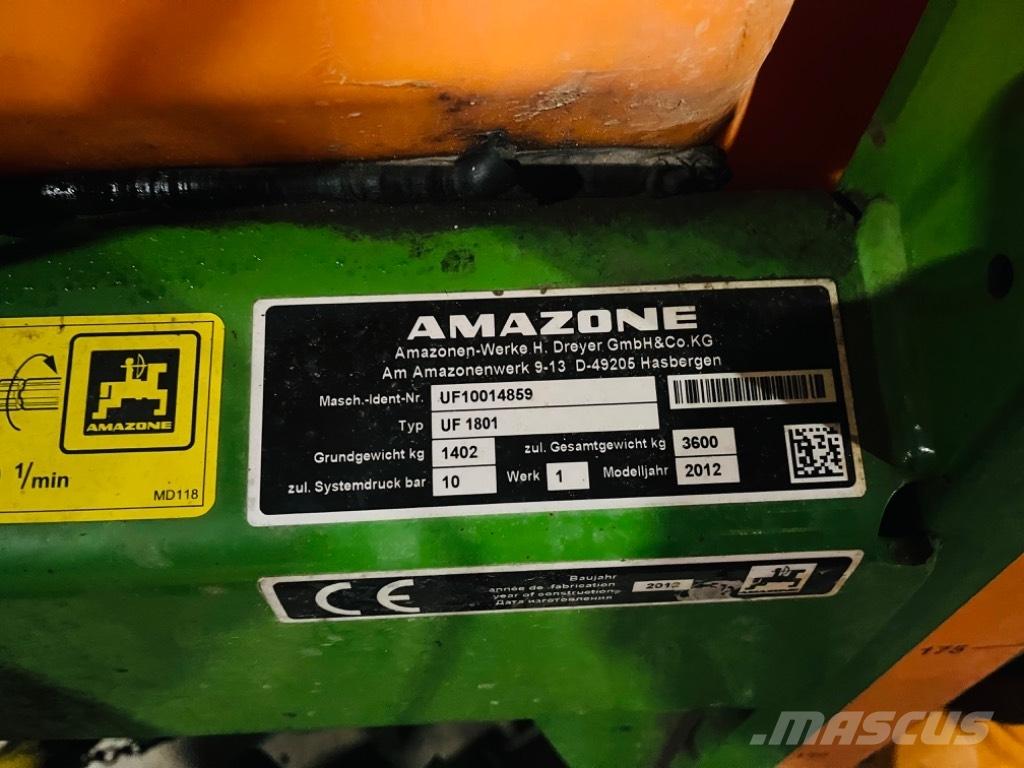 AMAZONE
Amazonen-Werke H. Dreyer GmbH&Co.KG
Am Amazonenwerk 9-13 D-49205 Hasbergen
Masch.-Ident-Nr. UF10014859
Typ UF 1801
Grundgewicht kg 1402 zul. Gesamtgewicht kg 3600
zul. Systemdruck bar 10 Werk 1 Modelljahr 2012
AMAZONE
1/min
MD118
CE
Baujahr
année de fabrication
year of construction
Дата изготовления
2012
175
MASCUS